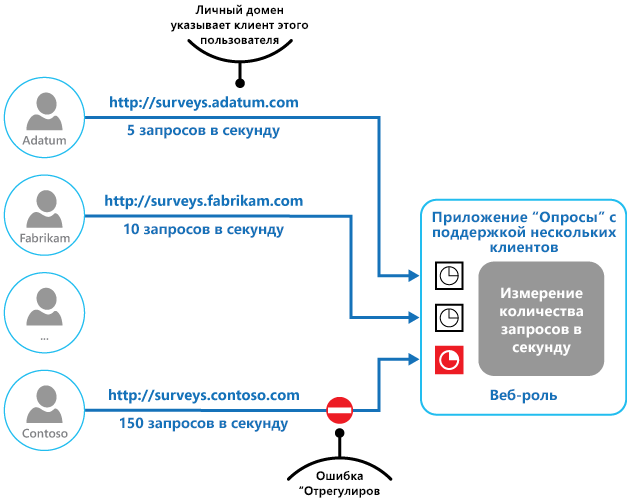 Личный домен
указывает клиент этого
пользователя
http://surveys.adatum.com
5 запросов в секунду
Adatum
http://surveys.fabrikam.com
10 запросов в секунду
Fabrikam
...
http://surveys.contoso.com
150 запросов в секунду
Contoso
Приложение “Опросы” с
поддержкой нескольких
клиентов
Измерение
количества
запросов в
секунду
Веб-роль
Ошибка
“Отрегулиров